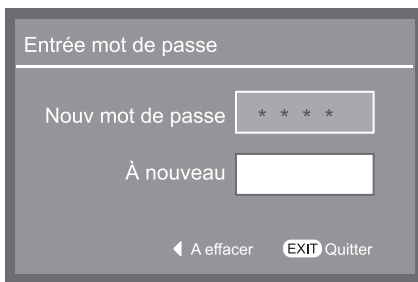 Entrée mot de passe
Nouv mot de passe * * * *
À nouveau
A effacer EXIT Quitter